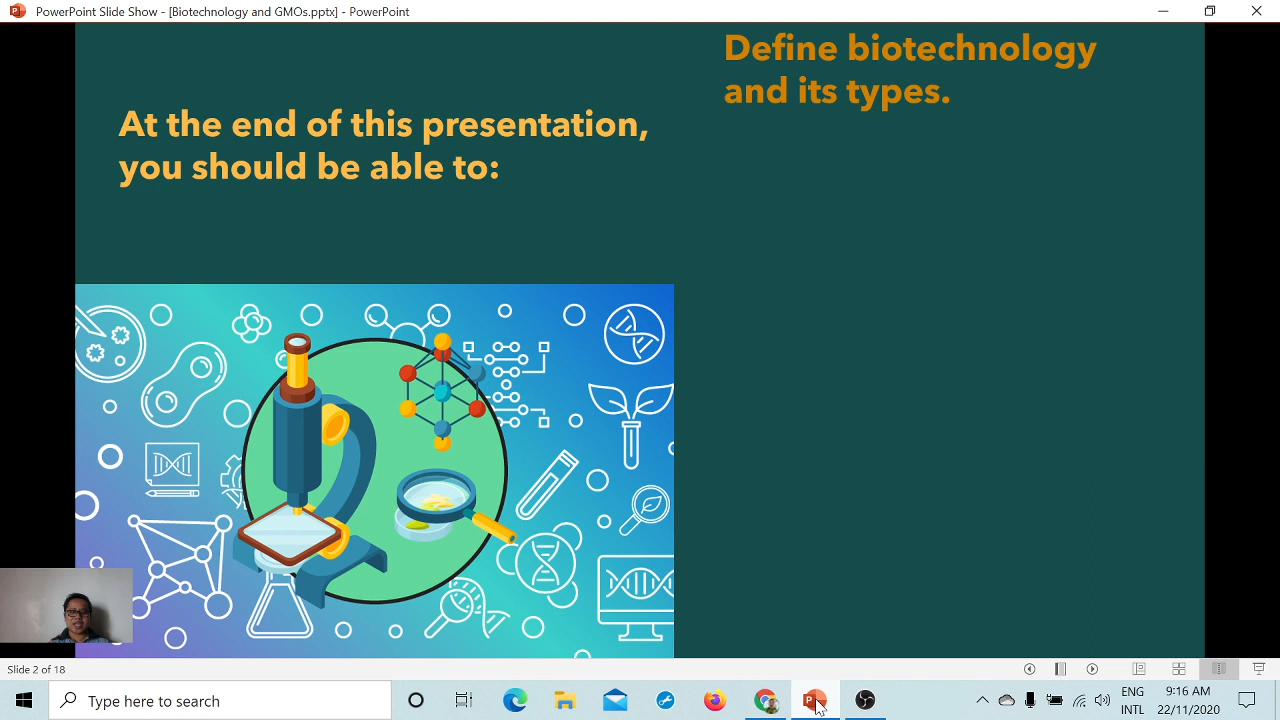 PowerPoint Slide Show - [Biotechnology and GMOs.pptx] - PowerPoint
At the end of this presentation,
you should be able to:
Define biotechnology
and its types.
Slide 2 of 18
Type here to search
ENG
INTL
9:16 AM
22/11/2020